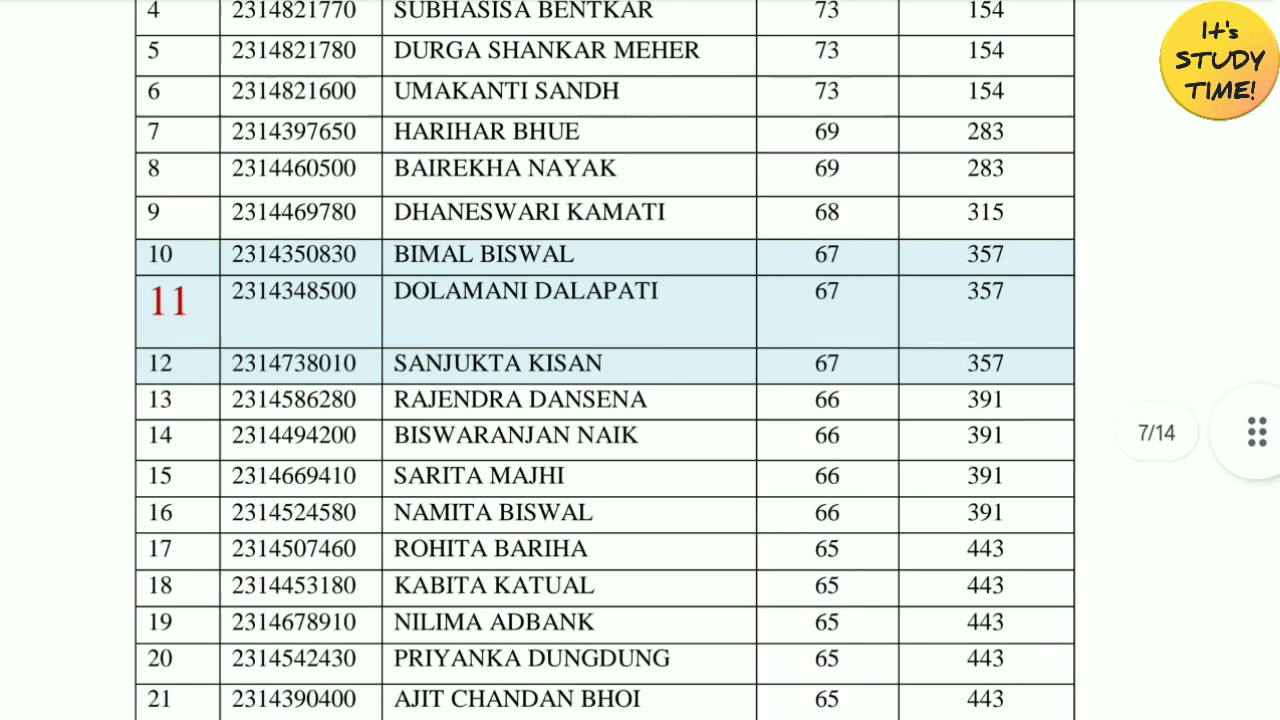 4 2314821770 SUBHASISA BENTKAR 73 154
5 2314821780 DURGA SHANKAR MEHER 73 154
6 2314821600 UMAKANTI SANDH 73 154
7 2314397650 HARIHAR BHUE 69 283
8 2314460500 BAIREKHA NAYAK 69 283
9 2314469780 DHANESWARI KAMATI 68 315
10 2314350830 BIMAL BISWAL 67 357
11 2314348500 DOLAMANI DALAPATI 67 357
12 2314738010 SANJUKTA KISAN 67 357
13 2314586280 RAJENDRA DANSENA 66 391
14 2314494200 BISWARANJAN NAIK 66 391
15 2314669410 SARITA MAJHI 66 391
16 2314524580 NAMITA BISWAL 66 391
17 2314507460 ROHITA BARIHA 65 443
18 2314453180 KABITA KATUAL 65 443
19 2314678910 NILIMA ADBANK 65 443
20 2314542430 PRIYANKA DUNGDUNG 65 443
21 2314390400 AJIT CHANDAN BHOI 65 443
It's
STUDY
TIME!
7/14